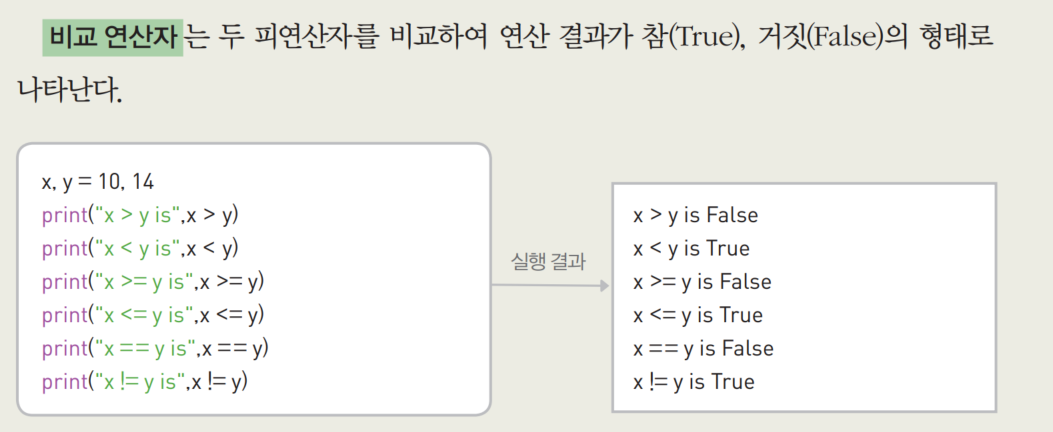 비교 연산자는 두 피연산자를 비교하여 연산 결과가 참(True), 거짓(False)의 형태로
나타난다.
x, y = 10, 14
print("x > y is",x > y)
print("x < y is",x < y)
print("x >= y is",x >= y)
print("x <= y is",x <= y)
print("x == y is",x == y)
print("x != y is",x != y)
실행 결과
x > y is False
x < y is True
x >= y is False
x <= y is True
x == y is False
x != y is True